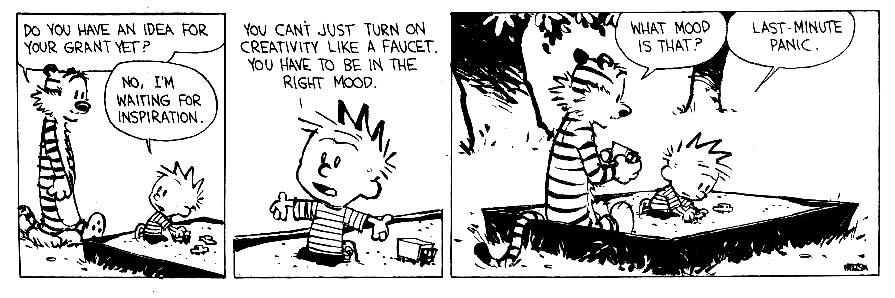 DO YOU HAVE AN IDEA FOR
YOUR GRANT YET?
NO, I'M
WAITING FOR
INSPIRATION.
YOU CAN'T JUST TURN ON
CREATIVITY LIKE A FAUCET.
YOU HAVE TO BE IN THE
RIGHT MOOD.
WHAT MOOD
IS THAT?
LAST-MINUTE
PANIC.